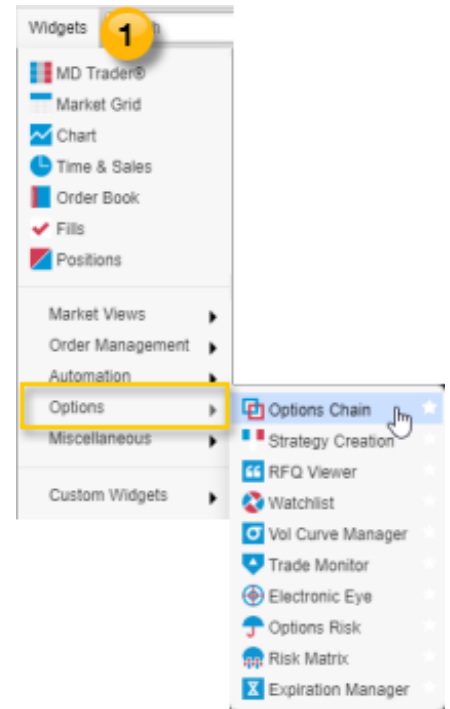 Widgets
1
MD Trader®
Market Grid
Chart
Time & Sales
Order Book
Fills
Positions
Market Views
Order Management
Automation
Options
Miscellaneous
Custom Widgets
Options Chain
Strategy Creation
RFQ Viewer
Watchlist
Vol Curve Manager
Trade Monitor
Electronic Eye
Options Risk
Risk Matrix
Expiration Manager